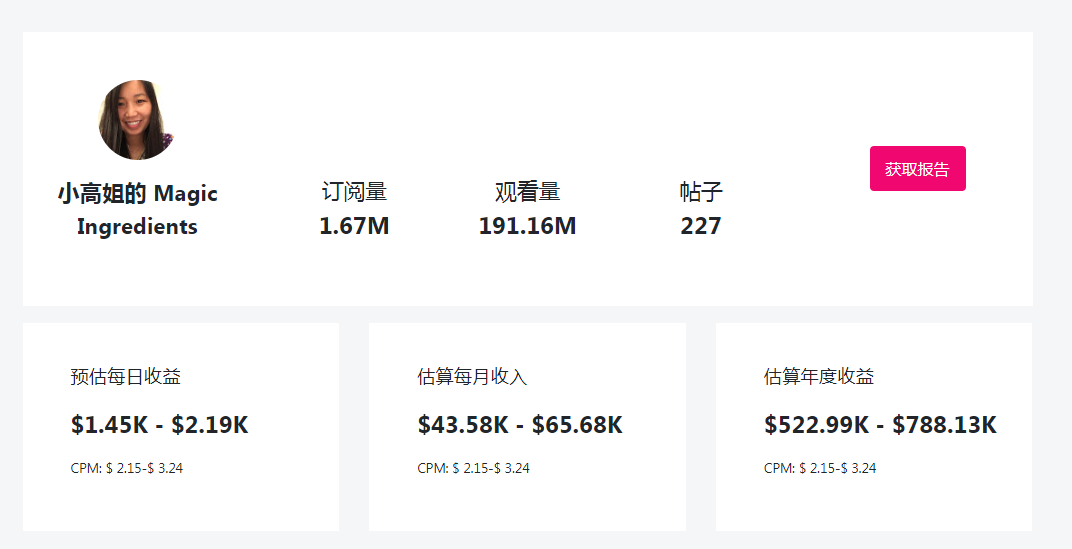 小高姐的 Magic
Ingredients
订阅量
1.67M
观看量
191.16M
帖子
227
获取报告
预估每日收益
$1.45K - $2.19K
CPM: $ 2.15-$ 3.24
估算每月收入
$43.58K - $65.68K
CPM: $ 2.15-$ 3.24
估算年度收益
$522.99K - $788.13K
CPM: $ 2.15-$ 3.24